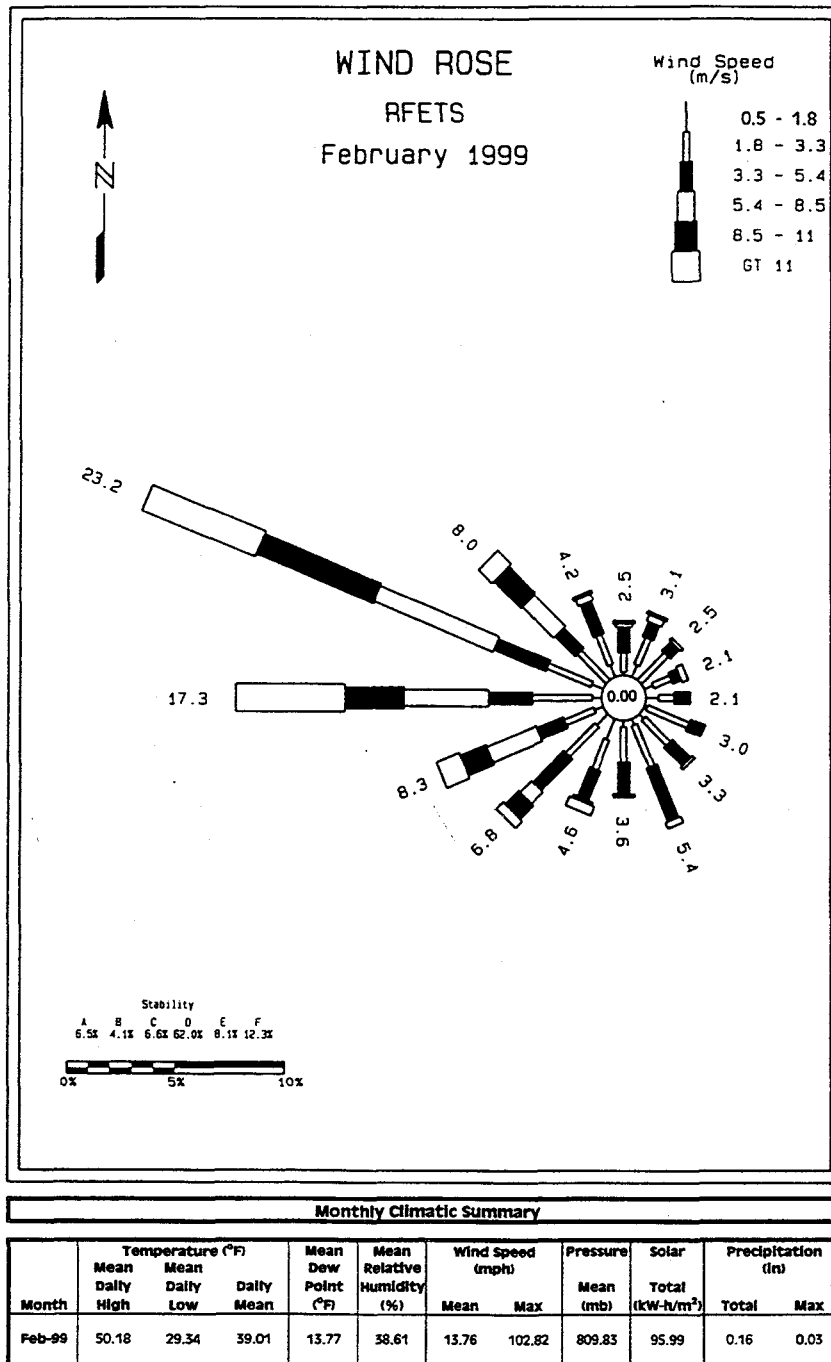 WIND ROSE
RFETS
February 1999
Wind Speed
(m/s)
0.5 - 1.8
1.8 - 3.3
3.3 - 5.4
5.4 - 8.5
8.5 - 11
GT 11
N
23.2
8.0
4.2
2.5
3.1
2.5
2.1
2.1
3.0
3.3
5.4
3.6
4.6
6.8
8.3
17.3
0.00
Stability
A B C D E F
6.5% 4.1% 6.6% 62.0% 8.1% 12.3%
0% 5% 10%
Monthly Climatic Summary
Temperature (°F) Mean Mean Wind Speed Pressure Solar Precipitation
Mean Mean Dew Relative (mph) (in)
Daily Daily Daily Point Humidity Mean Total
Month High Low Mean (°F) (%) Mean Max (mb) (kW-h/m²) Total Max
Feb-99 50.18 29.34 39.01 13.77 38.61 13.76 102.82 809.83 95.99 0.16 0.03